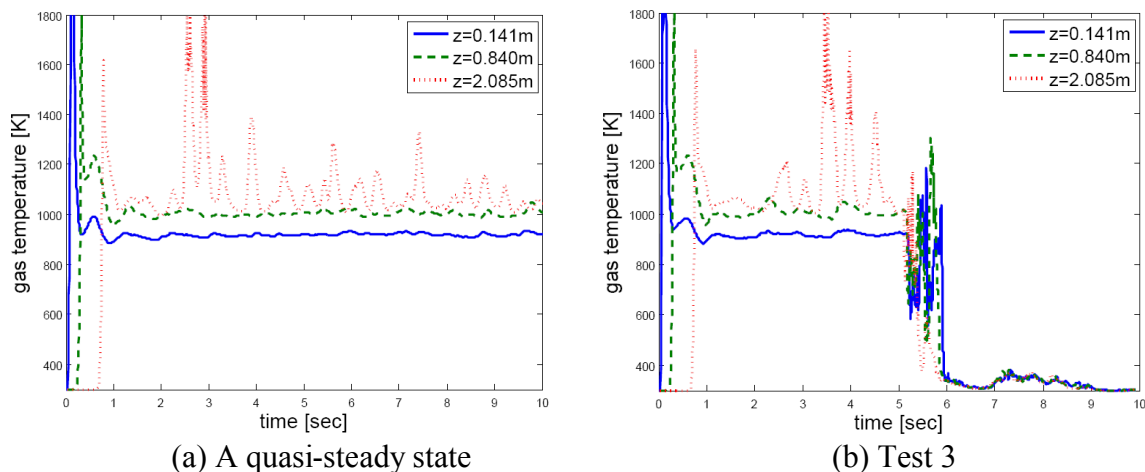 1800
1600
1400
1200
1000
800
600
400
gas temperature [K]
z=0.141m
z=0.840m
z=2.085m
0 1 2 3 4 5 6 7 8 9 10
time [sec]
(a) A quasi-steady state
1800
1600
1400
1200
1000
800
600
400
gas temperature [K]
z=0.141m
z=0.840m
z=2.085m
0 1 2 3 4 5 6 7 8 9 10
time [sec]
(b) Test 3